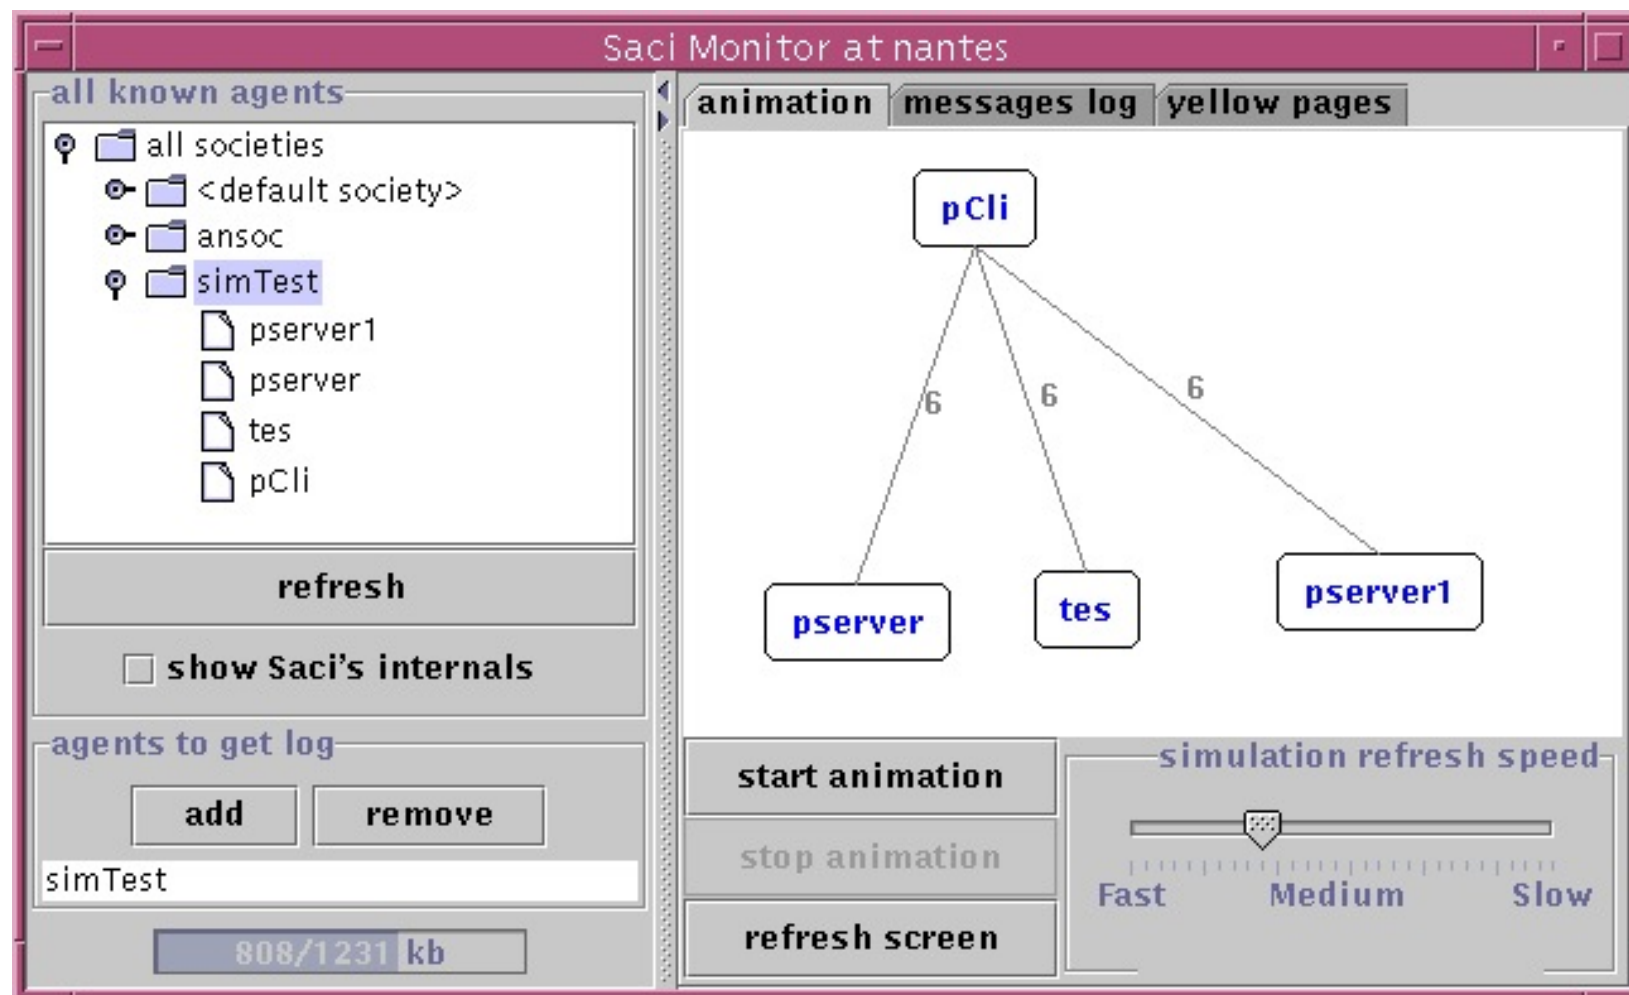 Saci Monitor at nantes
all known agents
all societies
<default society>
ansoc
simTest
pserver1
pserver
tes
pCli
refresh
show Saci's internals
agents to get log
add remove
simTest
808/1231 kb
animation messages log yellow pages
pCli
6 6 6
pserver tes pserver1
start animation
stop animation
refresh screen
simulation refresh speed
Fast Medium Slow